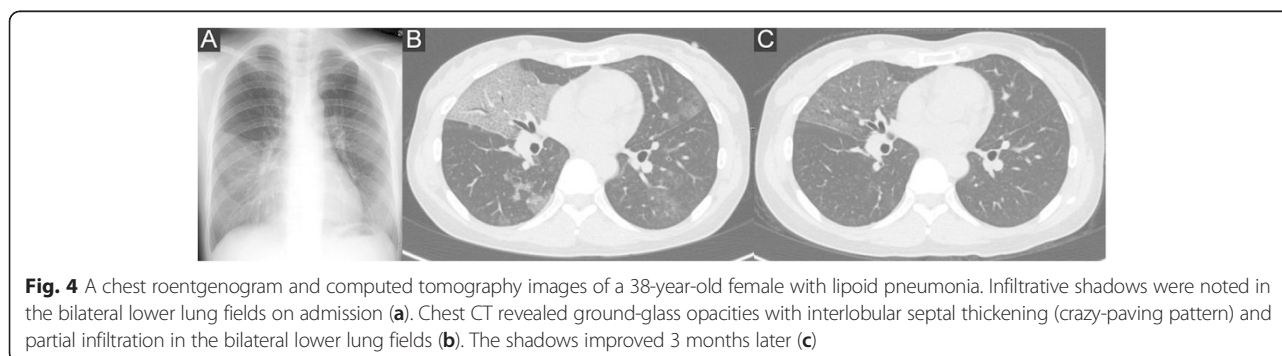 A B C
Fig. 4 A chest roentgenogram and computed tomography images of a 38-year-old female with lipoid pneumonia. Infiltrative shadows were noted in
the bilateral lower lung fields on admission (a). Chest CT revealed ground-glass opacities with interlobular septal thickening (crazy-paving pattern) and
partial infiltration in the bilateral lower lung fields (b). The shadows improved 3 months later (c)